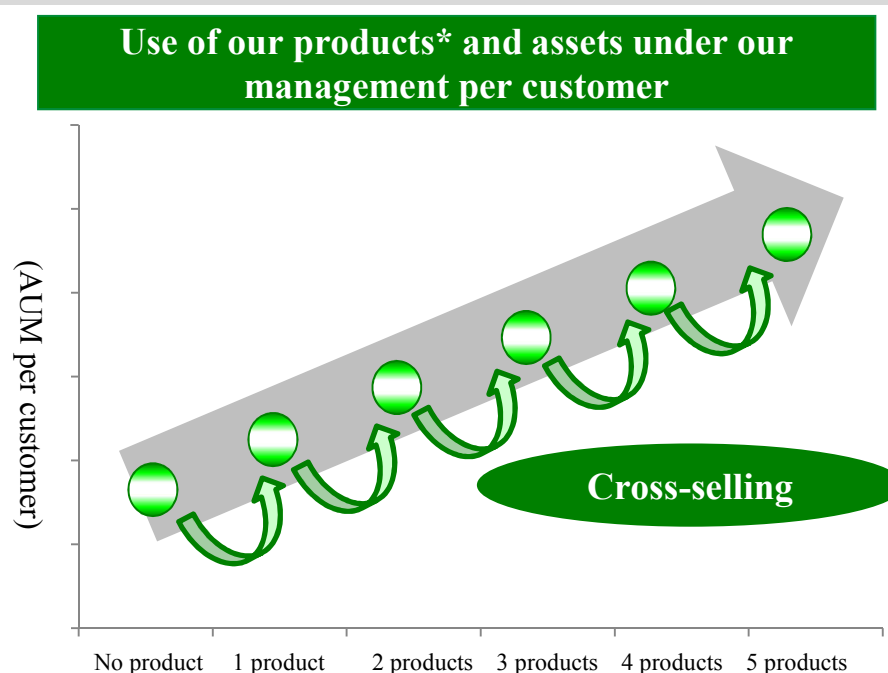 Use of our products* and assets under our
management per customer
(AUM per customer)
Cross-selling
No product
1 product
2 products
3 products
4 products
5 products